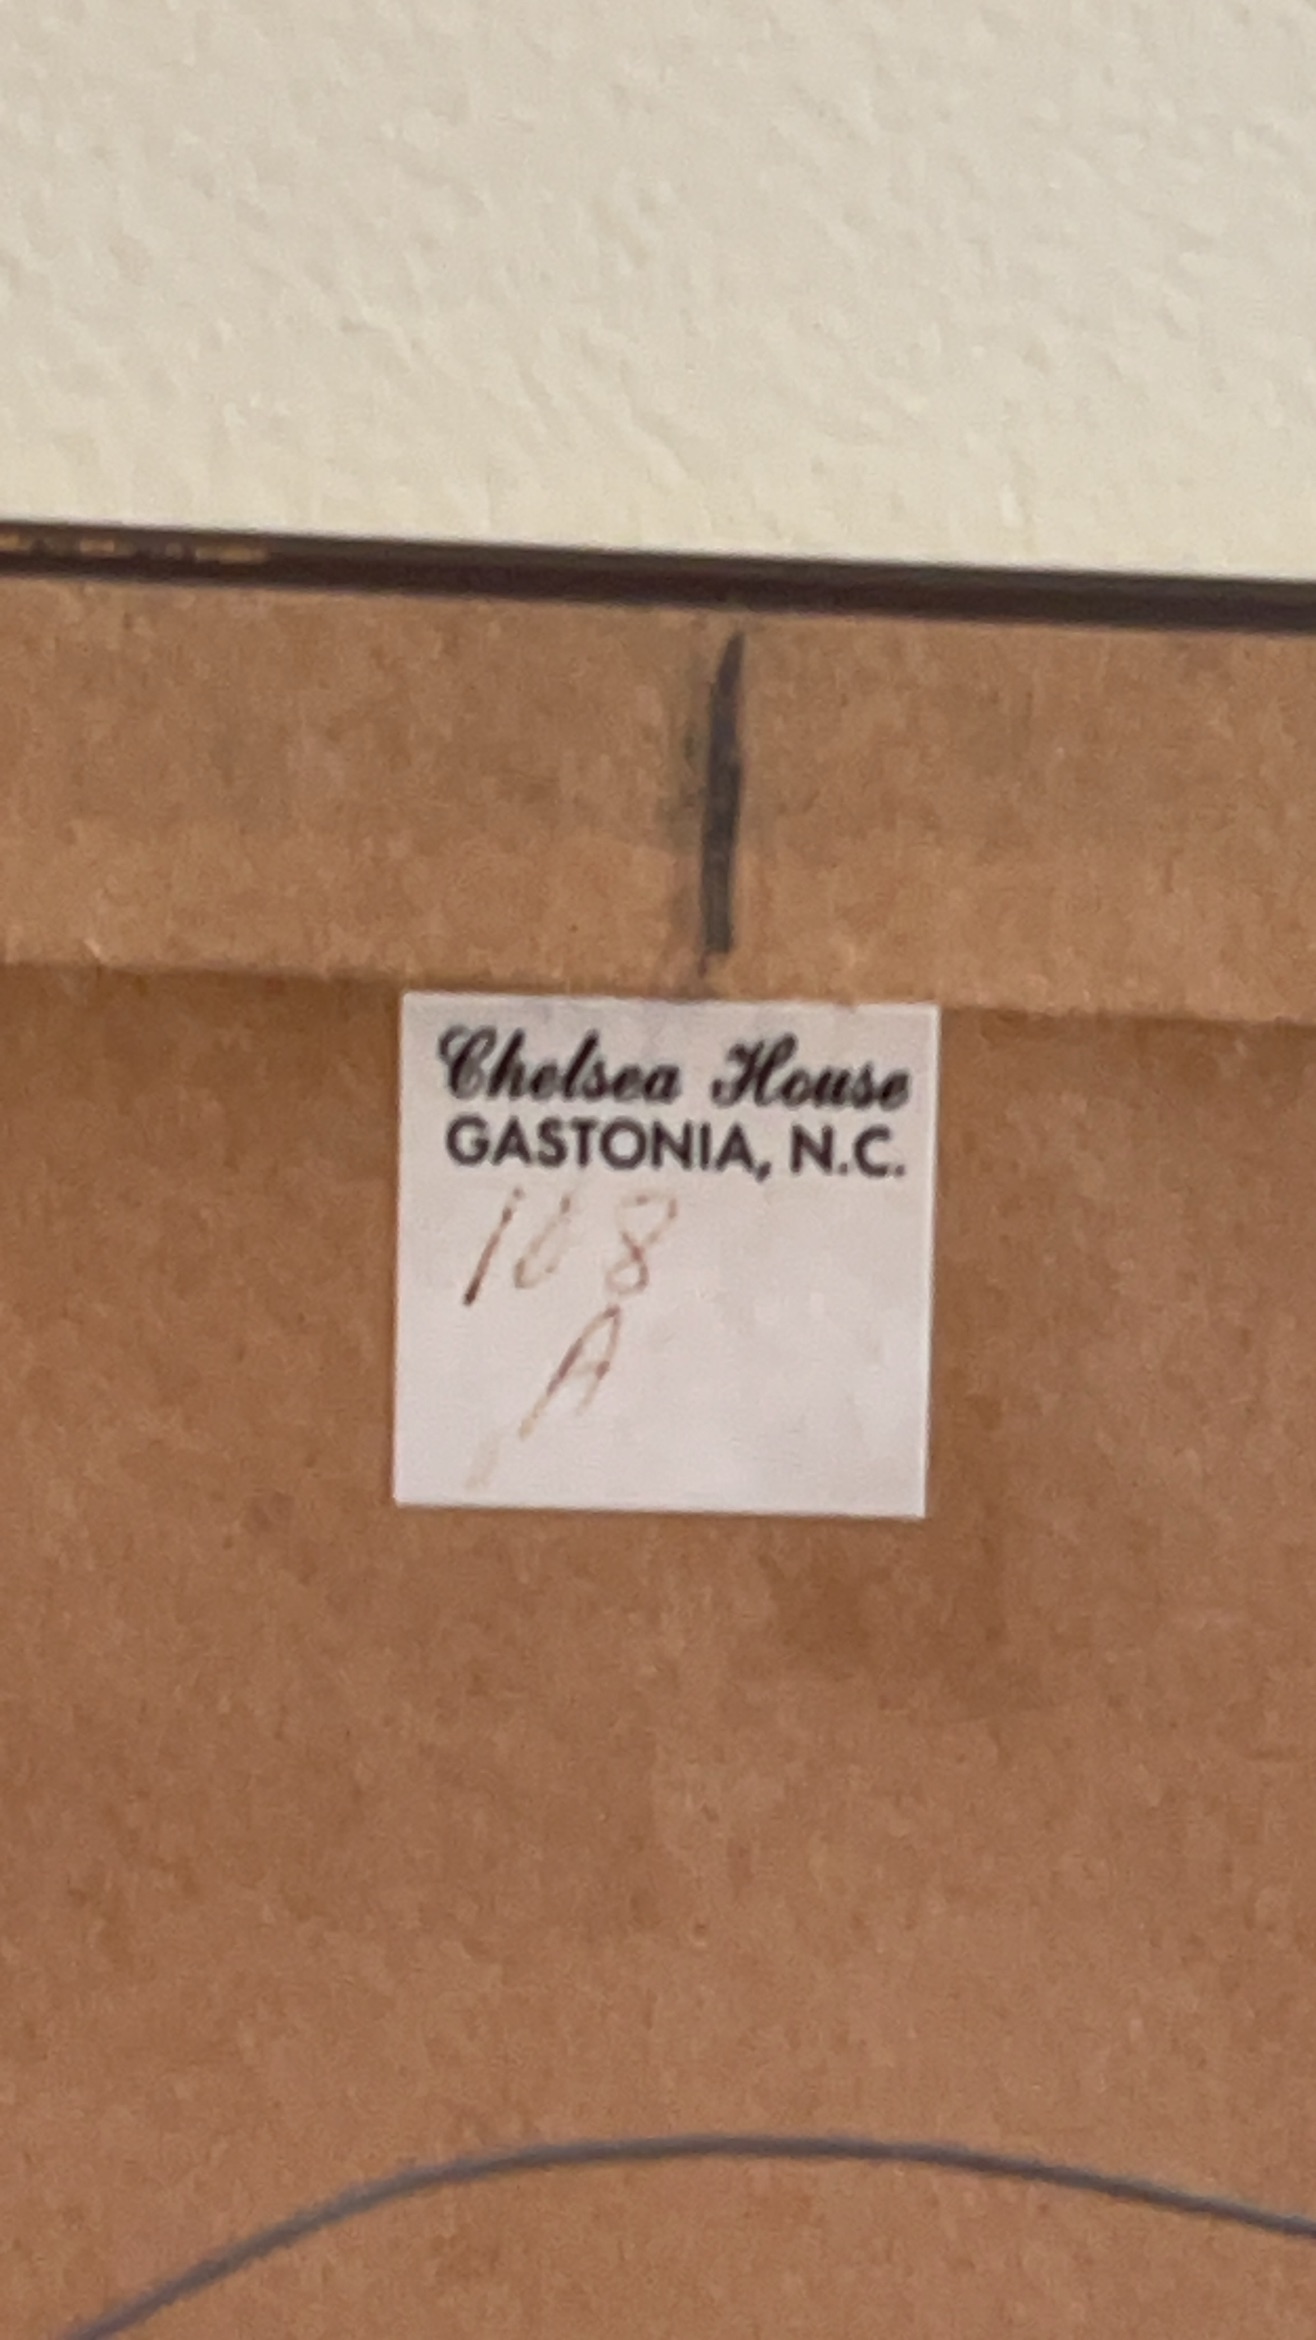 Chelsea House
GASTONIA, N.C.
108
A